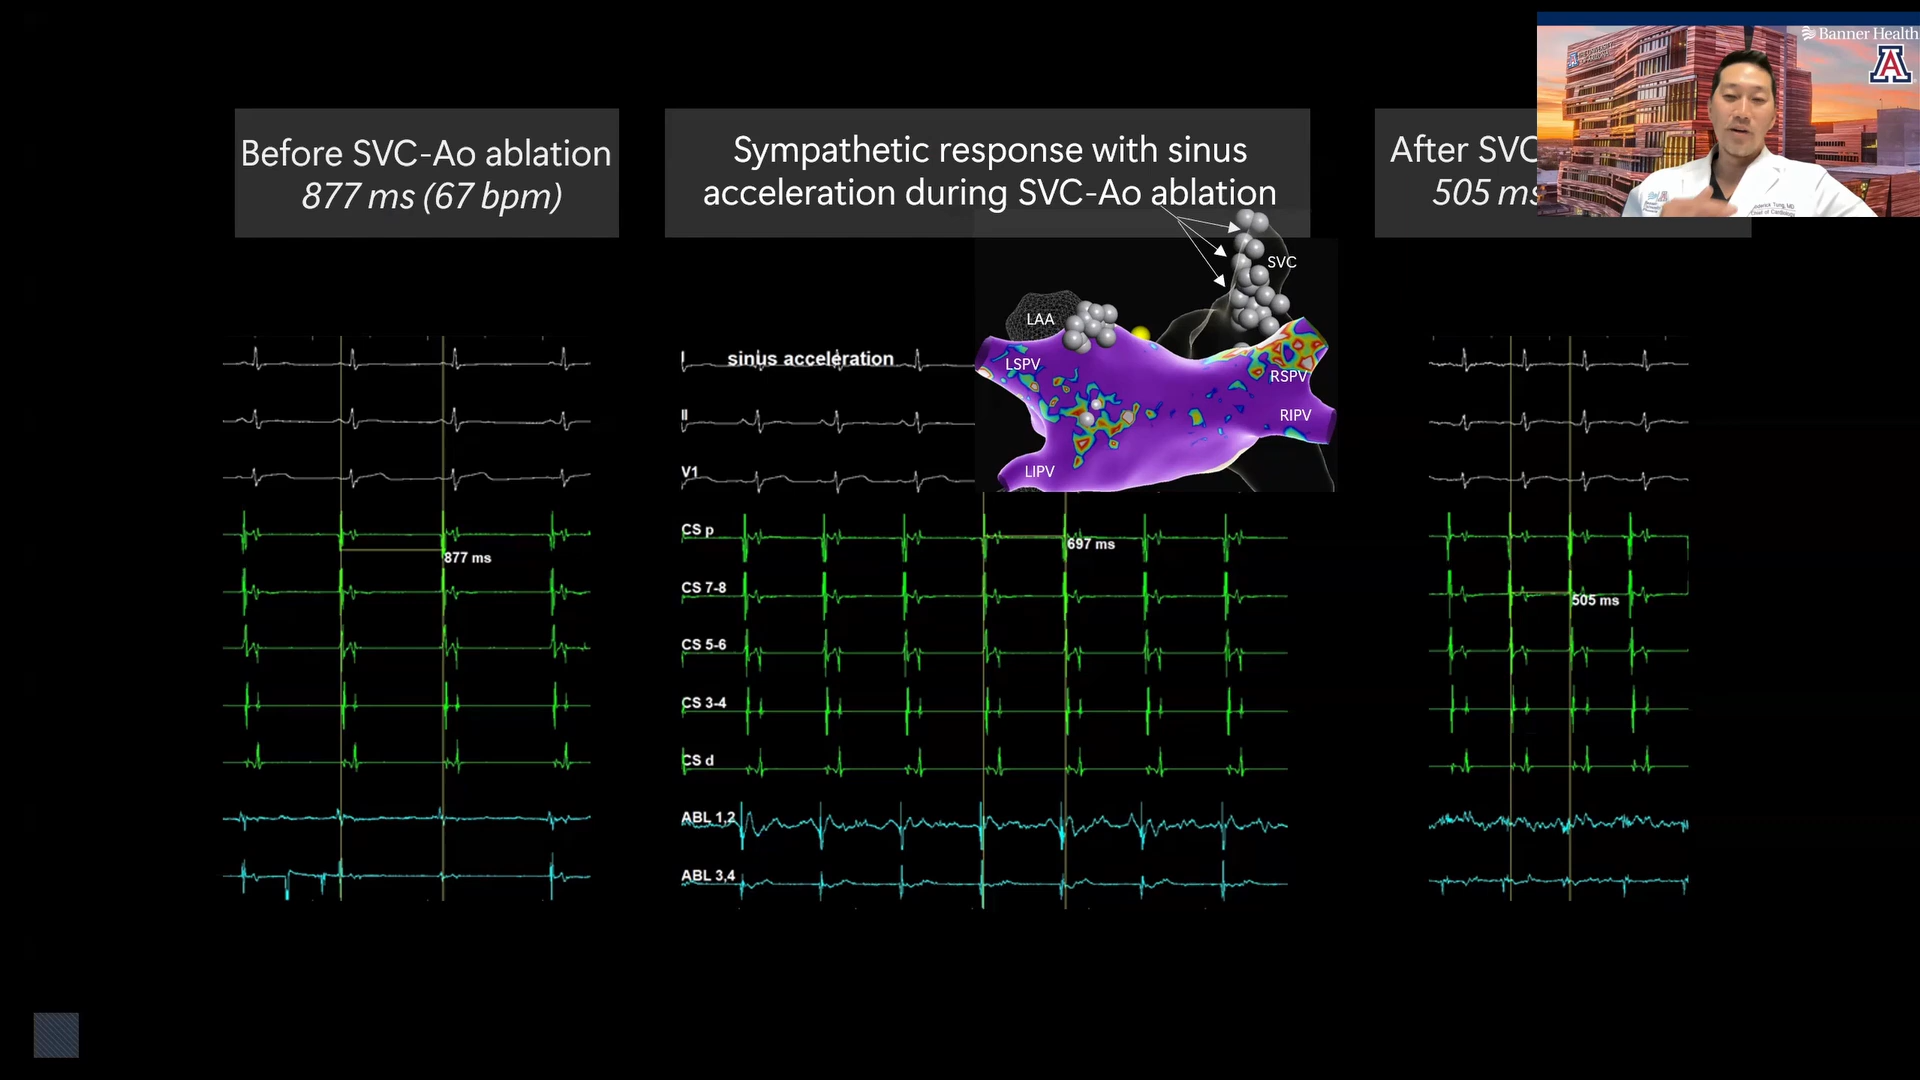 Banner Health
A
Before SVC-Ao ablation
877 ms (67 bpm)
Sympathetic response with sinus
acceleration during SVC-Ao ablation
After SVC
505 ms
SVC
LAA
LSPV
RSPV
RIPV
LIPV
I
sinus acceleration
II
V1
CS p
CS 7-8
CS 5-6
CS 3-4
CS d
ABL 1,2
ABL 3,4
877 ms
697 ms
505 ms